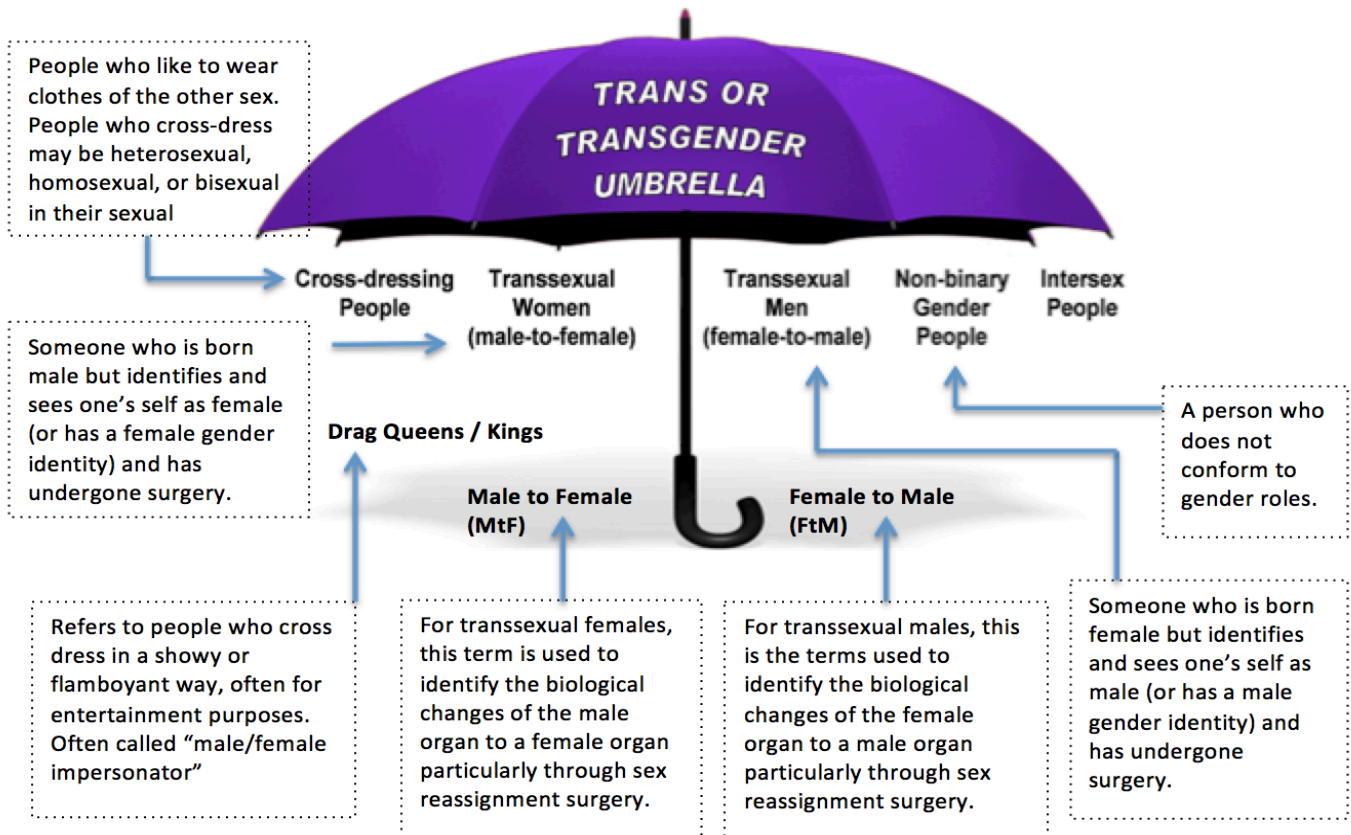 TRANS OR
TRANSGENDER
UMBRELLA
People who like to wear
clothes of the other sex.
People who cross-dress
may be heterosexual,
homosexual, or bisexual
in their sexual
Cross-dressing
People
Transsexual
Women
(male-to-female)
Transsexual
Men
(female-to-male)
Non-binary
Gender
People
Intersex
People
Someone who is born
male but identifies and
sees one’s self as female
(or has a female gender
identity) and has
undergone surgery.
Drag Queens / Kings
Male to Female
(MtF)
Female to Male
(FtM)
A person who
does not
conform to
gender roles.
Refers to people who cross
dress in a showy or
flamboyant way, often for
entertainment purposes.
Often called “male/female
impersonator”
For transsexual females,
this term is used to
identify the biological
changes of the male
organ to a female organ
particularly through sex
reassignment surgery.
For transsexual males, this
is the terms used to
identify the biological
changes of the female
organ to a male organ
particularly through sex
reassignment surgery.
Someone who is born
female but identifies
and sees one’s self as
male (or has a male
gender identity) and
has undergone
surgery.